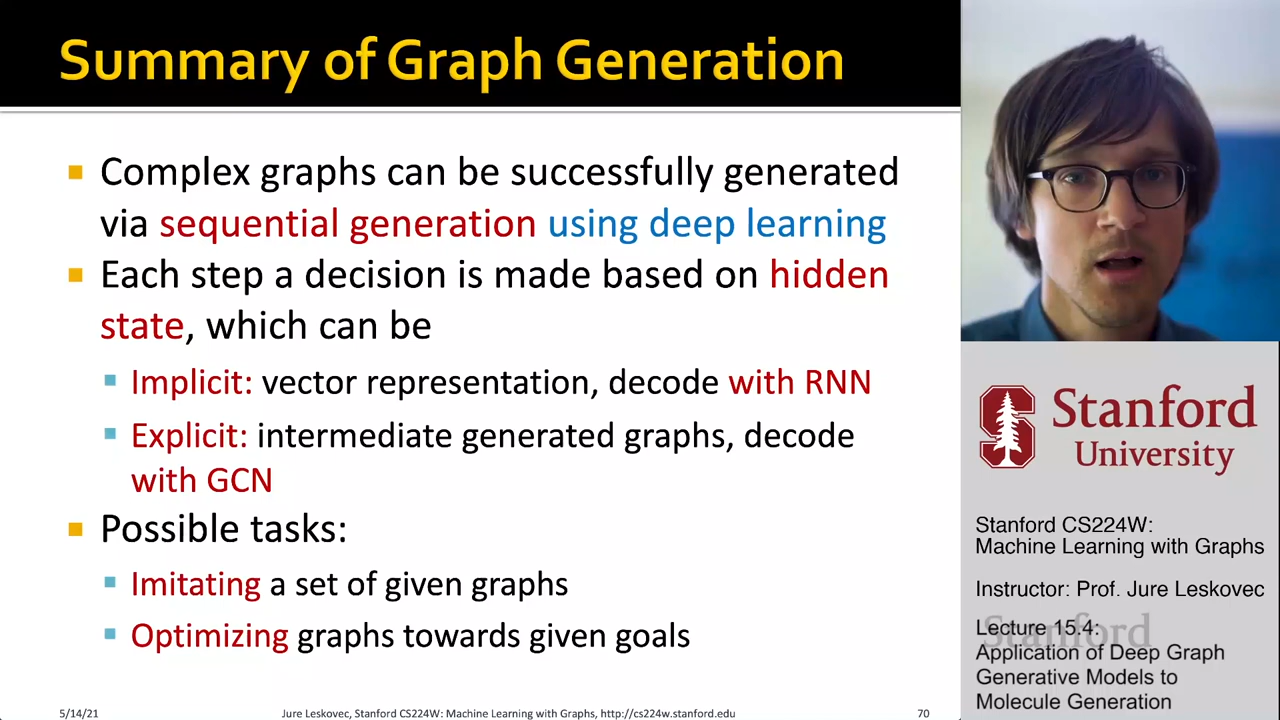 Summary of Graph Generation
Complex graphs can be successfully generated
via sequential generation using deep learning
Each step a decision is made based on hidden
state, which can be
Implicit: vector representation, decode with RNN
Explicit: intermediate generated graphs, decode
with GCN
Possible tasks:
Imitating a set of given graphs
Optimizing graphs towards given goals
5/14/21
Jure Leskovec, Stanford CS224W: Machine Learning with Graphs, http://cs224w.stanford.edu
70
S
Stanford
University
Stanford CS224W:
Machine Learning with Graphs
Instructor: Prof. Jure Leskovec
Stanford
Lecture 15.4:
Application of Deep Graph
Generative Models to
Molecule Generation